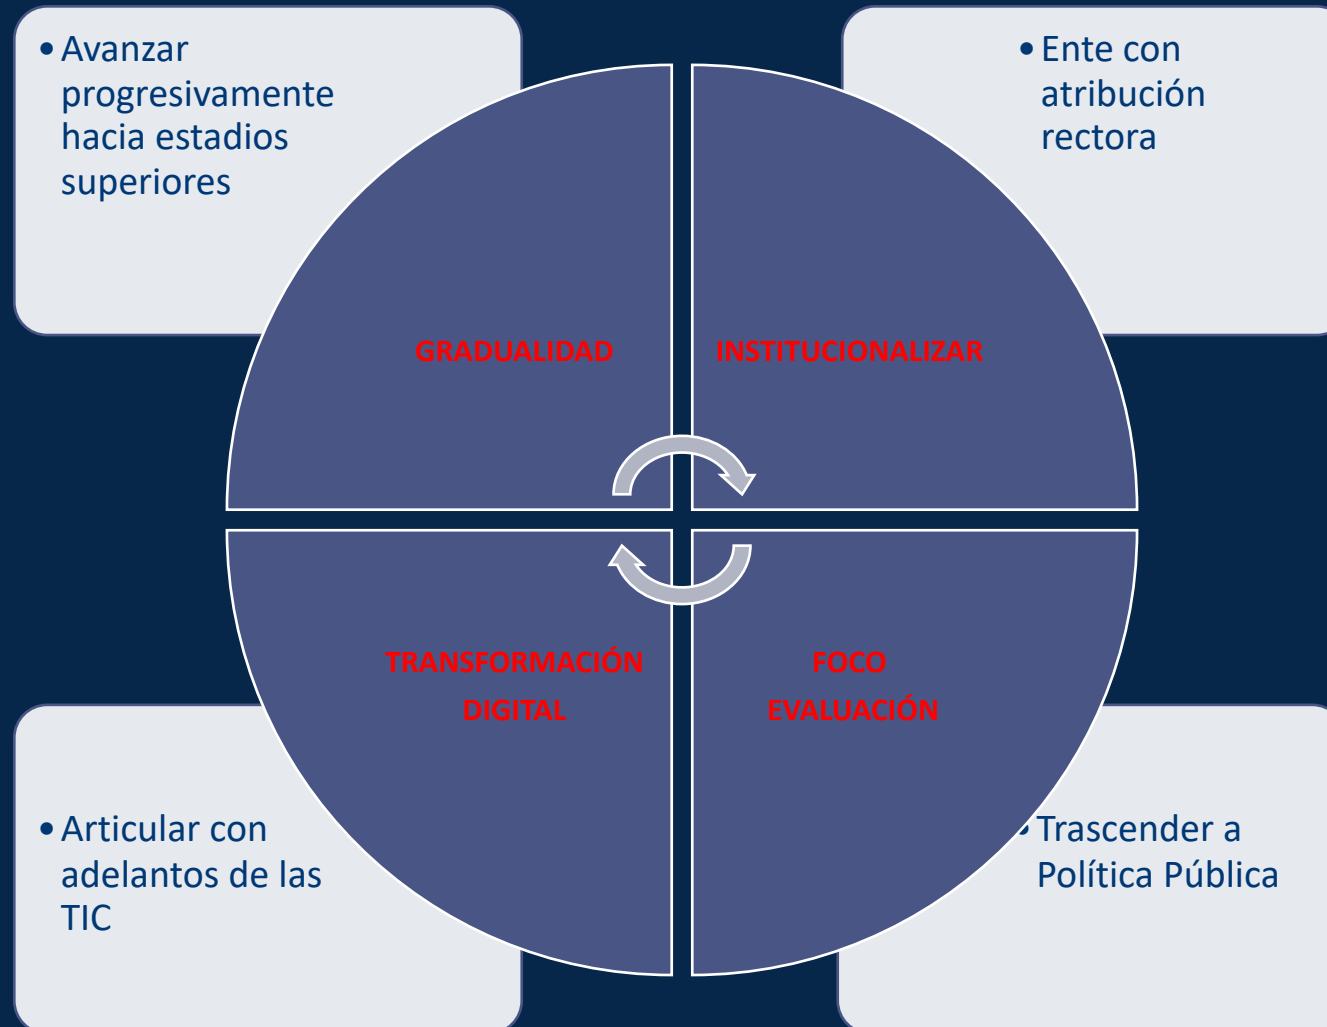 • Avanzar
progresivamente
hacia estadios
superiores
• Ente con
atribución
rectora
GRADUALIDAD
INSTITUCIONALIZAR
TRANSFORMACIÓN
DIGITAL
FOCO
EVALUACIÓN
• Articular con
adelantos de las
TIC
• Trascender a
Política Pública